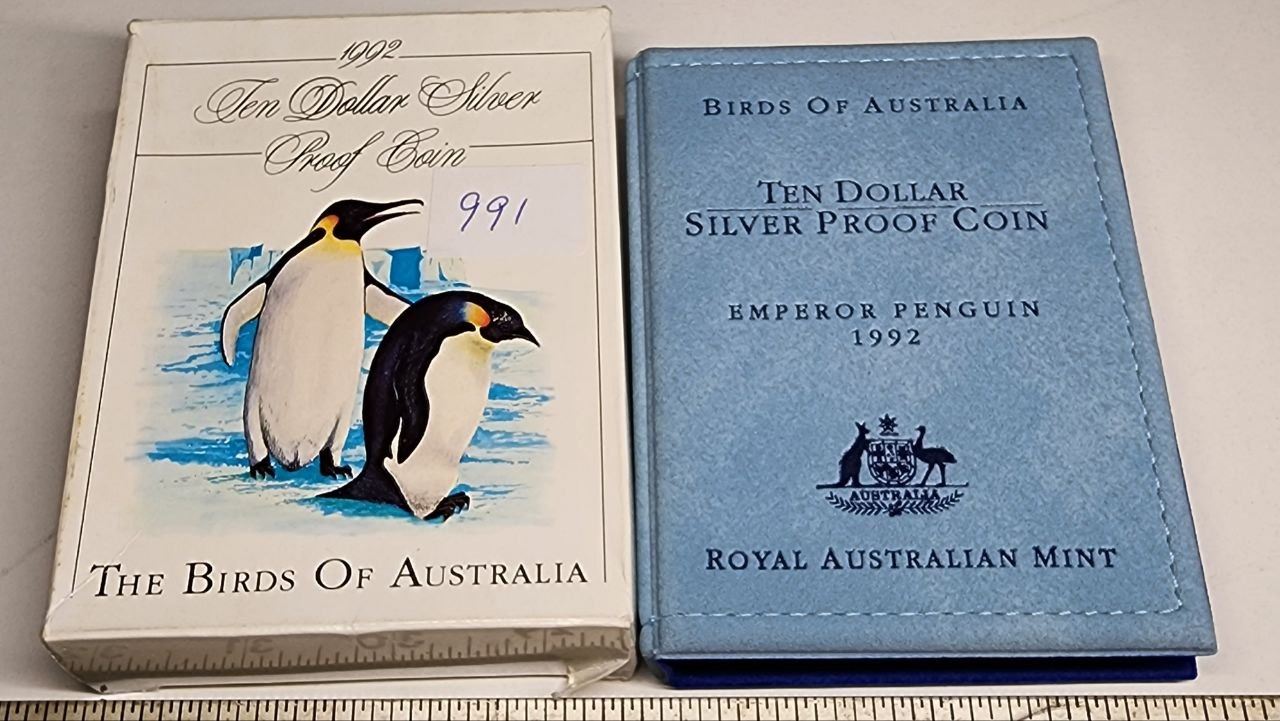 1992
Ten Dollar Silver
Proof Coin
991
THE BIRDS OF AUSTRALIA
BIRDS OF AUSTRALIA
TEN DOLLAR
SILVER PROOF COIN
EMPEROR PENGUIN
1992
AUSTRALIA
ROYAL AUSTRALIAN MINT